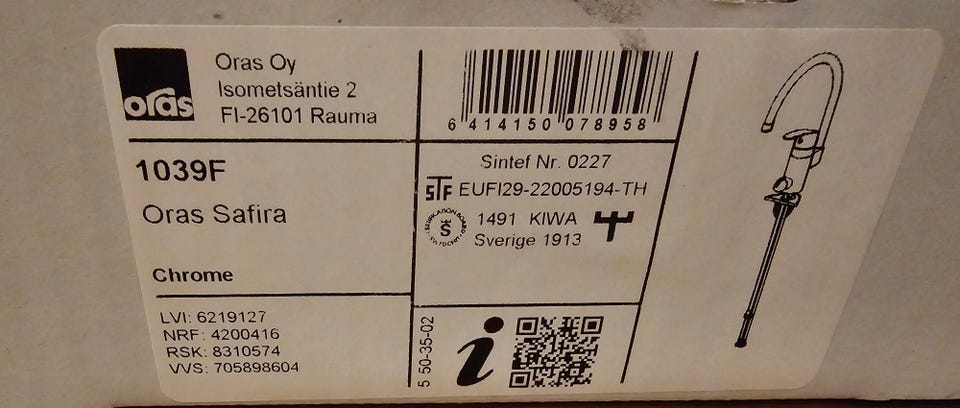 oras
Oras Oy
Isometsäntie 2
FI-26101 Rauma
6 414150 078958
1039F
Oras Safira
Chrome
LVI: 6219127
NRF: 4200416
RSK: 8310574
VVS: 705898604
Sintef Nr. 0227
STF EUFI29-22005194-TH
1491 KIWA
Sverige 1913
5 50-35-02
i